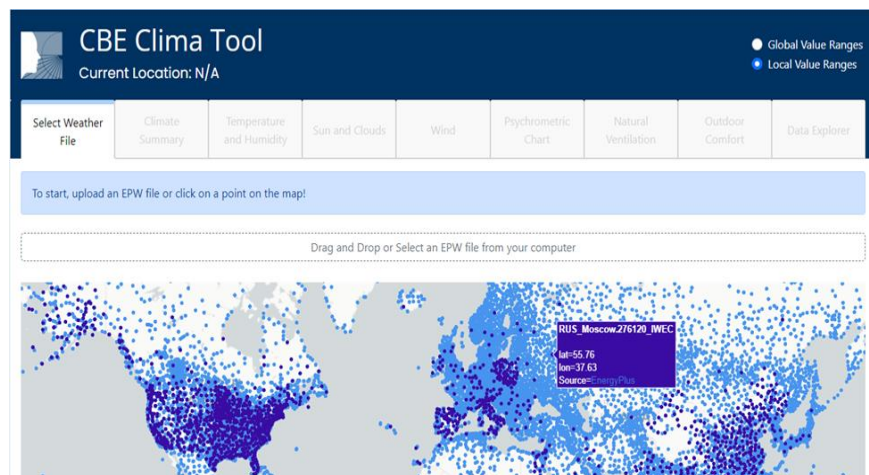 CBE Clima Tool
Current Location: N/A
Global Value Ranges
Local Value Ranges
Select Weather
File
Climate
Summary
Temperature
and Humidity
Sun and Clouds
Wind
Psychrometric
Chart
Natural
Ventilation
Outdoor
Comfort
Data Explorer
To start, upload an EPW file or click on a point on the map!
Drag and Drop or Select an EPW file from your computer
RUS_Moscow.276120_IWEC
lat=55.76
lon=37.63
Source=EnergyPlus